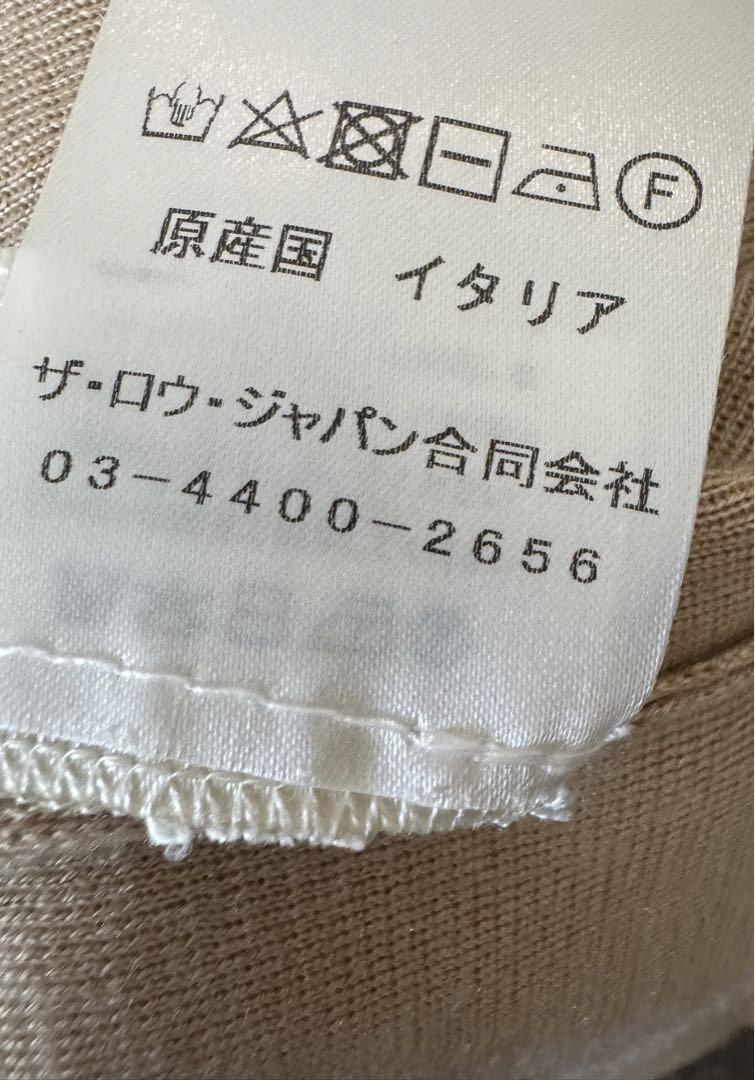 F
原産国　イタリア
ザ・ロウ・ジャパン合同会社
０３－４４００－２６５６